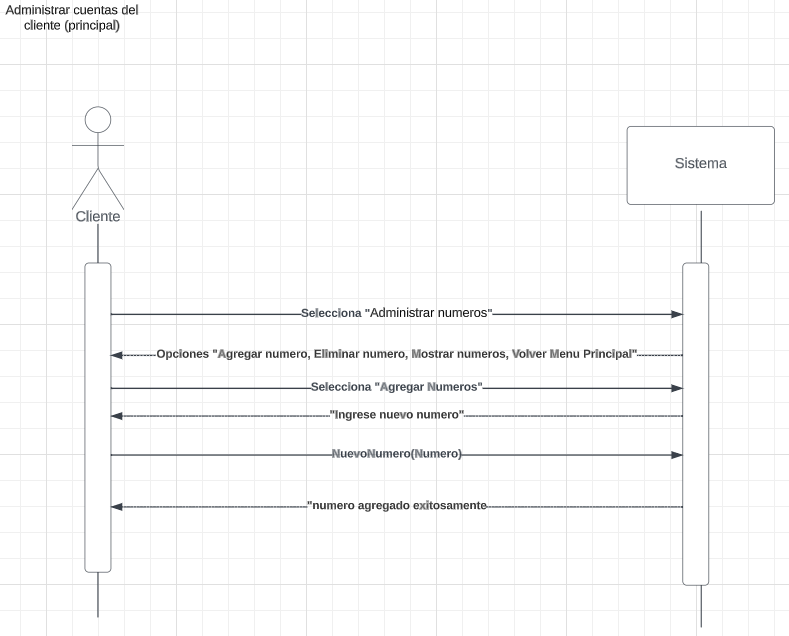 Administrar cuentas del
cliente (principal)
Sistema
Cliente
Selecciona "Administrar numeros"
Opciones "Agregar numero, Eliminar numero, Mostrar numeros, Volver Menu Principal"
Selecciona "Agregar Numeros"
"Ingrese nuevo numero"
NuevoNumero(Numero)
"numero agregado exitosamente